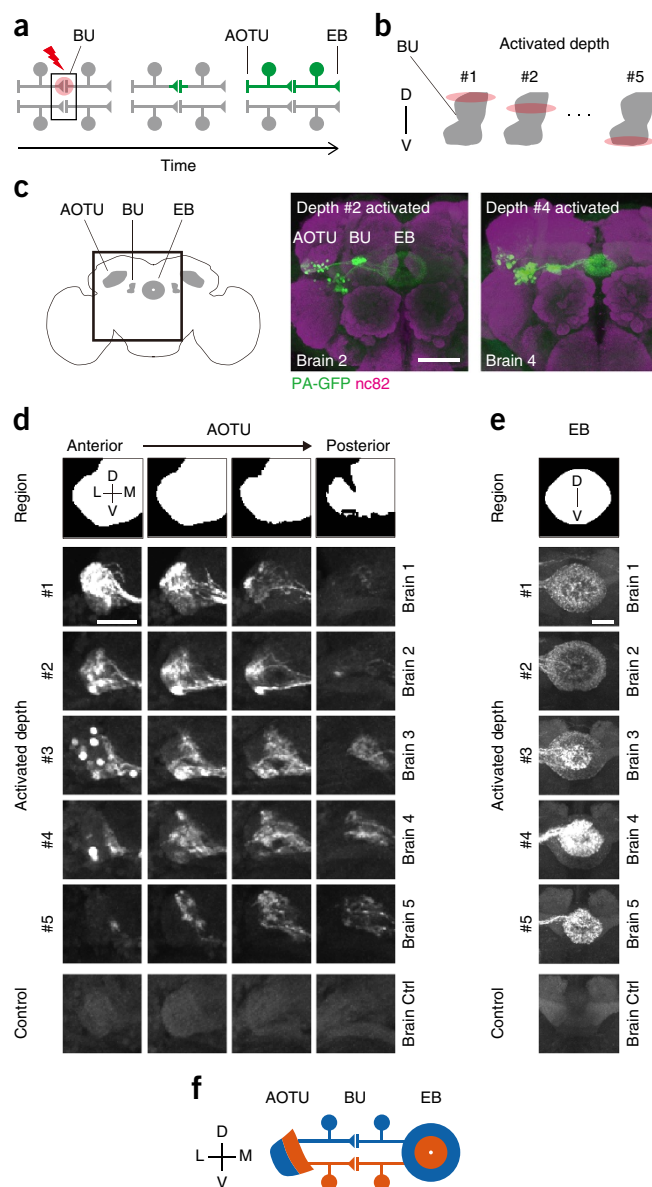 a
BU
AOTU
EB
Time
b
Activated depth
BU
#1
#2
#5
D
V
. . .
c
AOTU
BU
EB
Depth #2 activated
AOTU
BU
EB
Brain 2
Depth #4 activated
Brain 4
PA-GFP nc82
d
AOTU
Anterior
Posterior
Region
D
L
M
V
Activated depth
#1
Brain 1
#2
Brain 2
#3
Brain 3
#4
Brain 4
#5
Brain 5
Control
Brain Ctrl
e
EB
Region
D
V
Activated depth
#1
Brain 1
#2
Brain 2
#3
Brain 3
#4
Brain 4
#5
Brain 5
Control
Brain Ctrl
f
AOTU
BU
EB
D
L
M
V